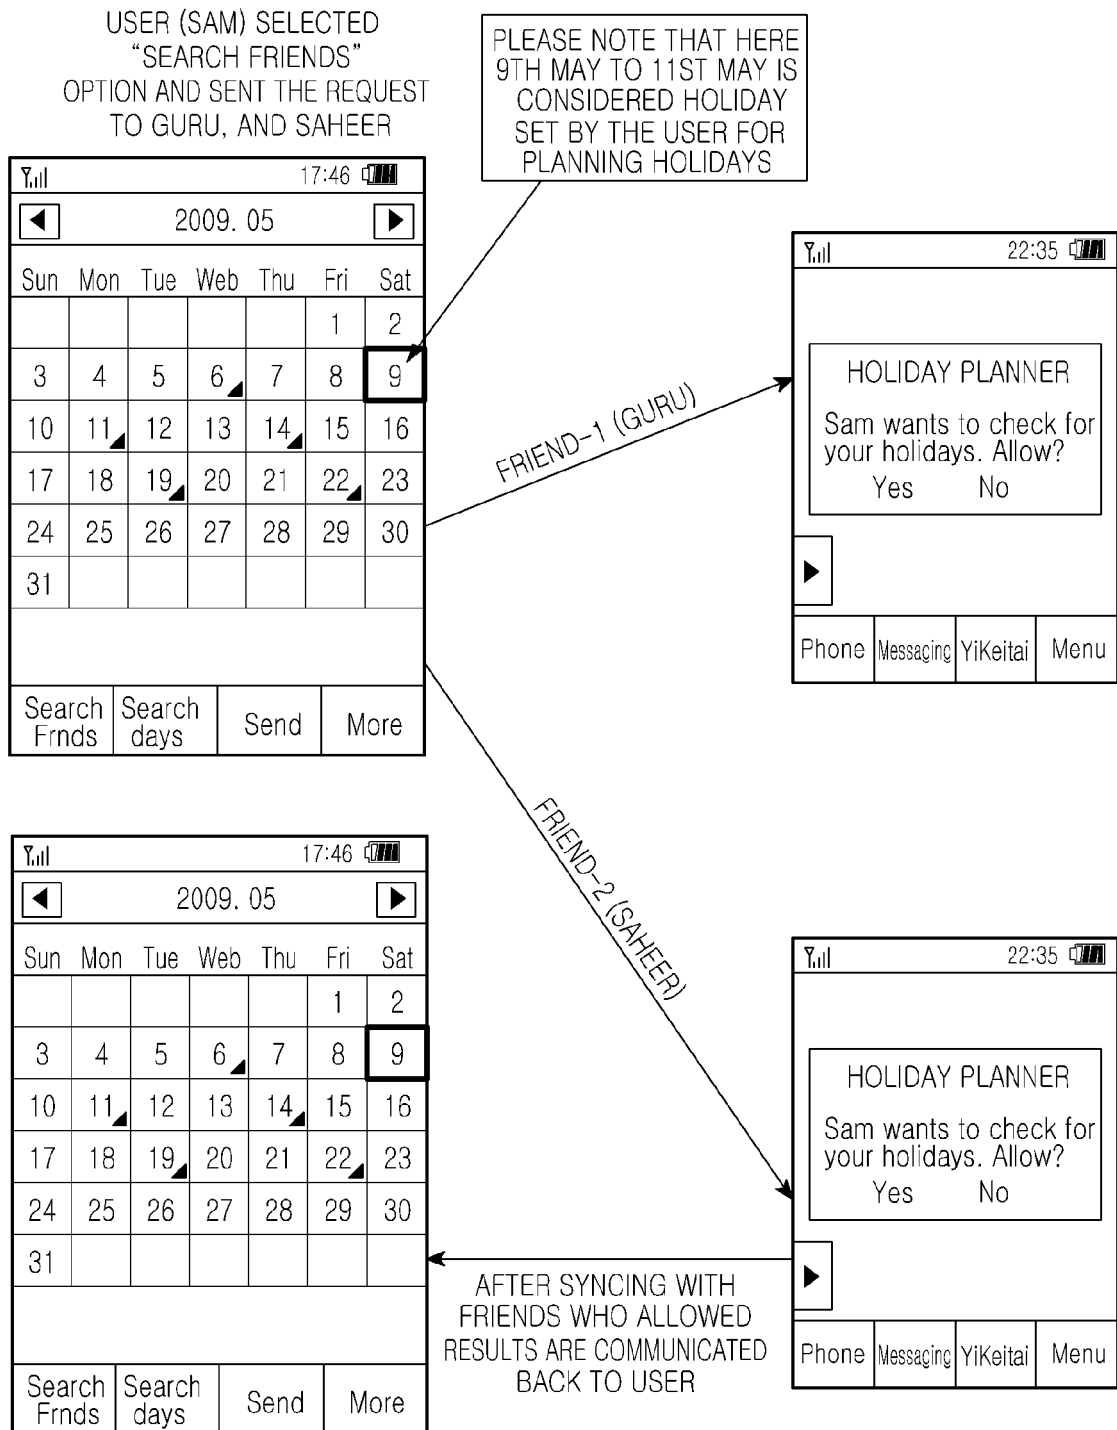 USER (SAM) SELECTED
“SEARCH FRIENDS”
OPTION AND SENT THE REQUEST
TO GURU, AND SAHEER
PLEASE NOTE THAT HERE
9TH MAY TO 11ST MAY IS
CONSIDERED HOLIDAY
SET BY THE USER FOR
PLANNING HOLIDAYS
17:46
2009. 05
Sun Mon Tue Web Thu Fri Sat
1 2
3 4 5 6 7 8 9
10 11 12 13 14 15 16
17 18 19 20 21 22 23
24 25 26 27 28 29 30
31
Search Frnds Search days Send More
FRIEND-1 (GURU)
22:35
HOLIDAY PLANNER
Sam wants to check for
your holidays. Allow?
Yes No
Phone Messaging YiKeitai Menu
FRIEND-2 (SAHEER)
17:46
2009. 05
Sun Mon Tue Web Thu Fri Sat
1 2
3 4 5 6 7 8 9
10 11 12 13 14 15 16
17 18 19 20 21 22 23
24 25 26 27 28 29 30
31
Search Frnds Search days Send More
22:35
HOLIDAY PLANNER
Sam wants to check for
your holidays. Allow?
Yes No
Phone Messaging YiKeitai Menu
AFTER SYNCING WITH
FRIENDS WHO ALLOWED
RESULTS ARE COMMUNICATED
BACK TO USER